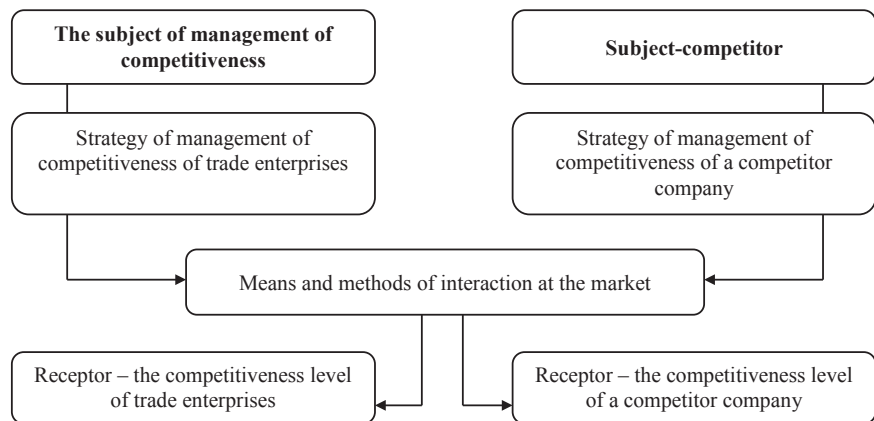 The subject of management of
competitiveness
Subject-competitor
Strategy of management of
competitiveness of trade enterprises
Strategy of management of
competitiveness of a competitor
company
Means and methods of interaction at the market
Receptor – the competitiveness level
of trade enterprises
Receptor – the competitiveness level
of a competitor company